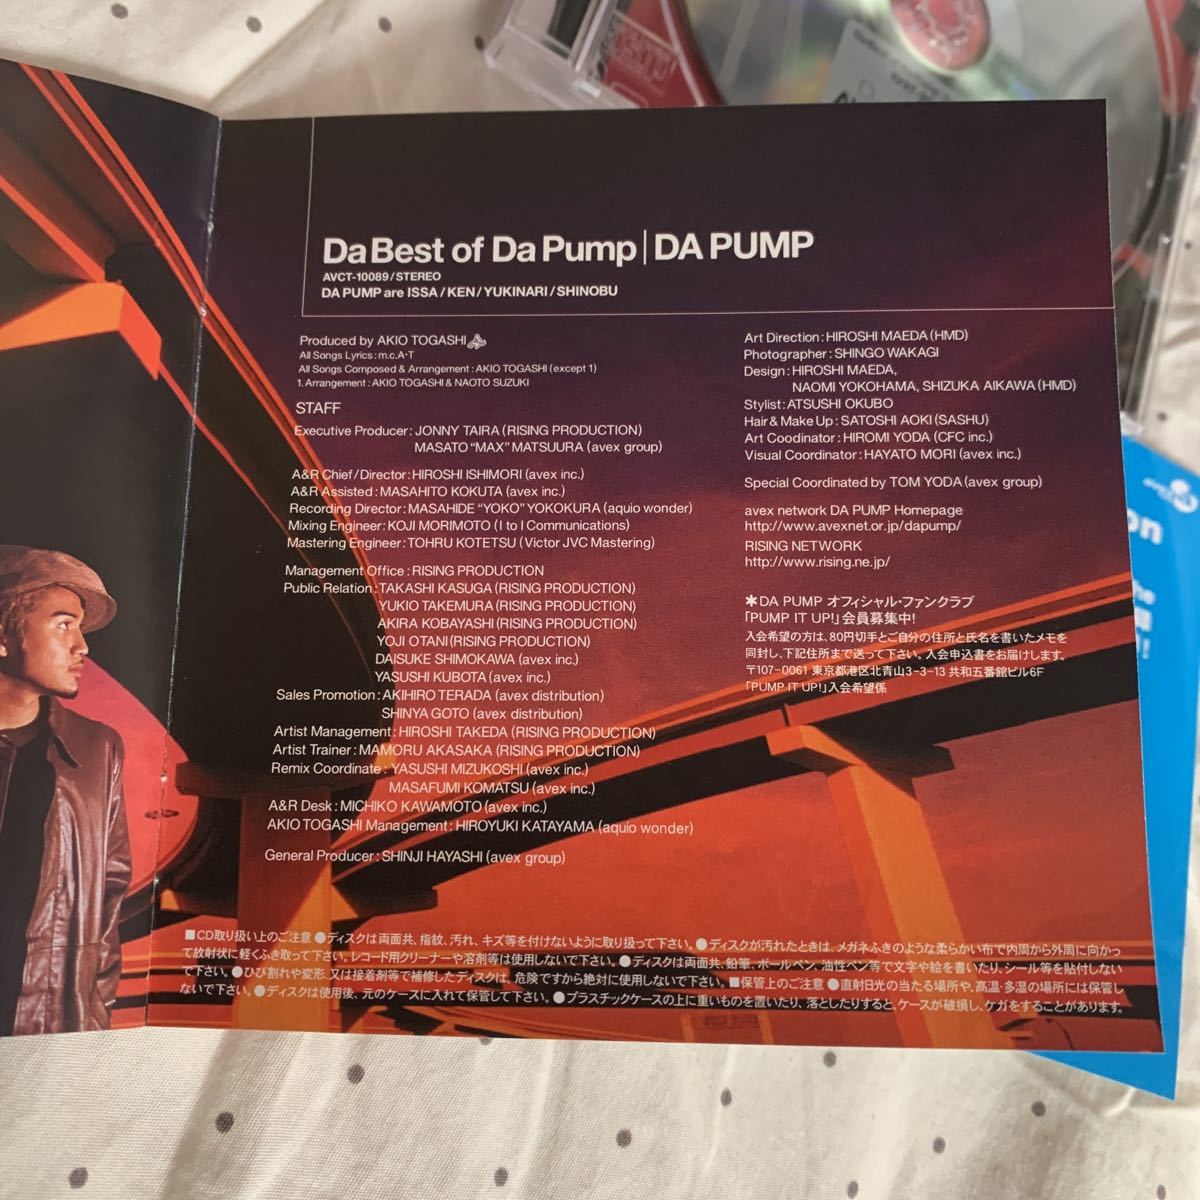 Da Best of Da Pump | DA PUMP
AVCT-10089/STEREO
DA PUMP are ISSA/KEN/YUKINARI/SHINOBU
Produced by AKIO TOGASHI
All Songs Lyrics:m.c.A・T
All Songs Composed & Arrangement:AKIO TOGASHI (except 1)
1. Arrangement:AKIO TOGASHI & NAOTO SUZUKI
STAFF
Executive Producer:JONNY TAIRA (RISING PRODUCTION)
MASATO "MAX" MATSUURA (avex group)
A&R Chief/Director:HIROSHI ISHIMORI (avex inc.)
A&R Assisted:MASAHITO KOKUTA (avex inc.)
Recording Director:MASAHIDE "YOKO" YOKOKURA (aquio wonder)
Mixing Engineer:KOJI MORIMOTO (I to I Communications)
Mastering Engineer:TOHRU KOTETSU (Victor JVC Mastering)
Management Office:RISING PRODUCTION
Public Relation:TAKASHI KASUGA (RISING PRODUCTION)
YUKIO TAKEMURA (RISING PRODUCTION)
AKIRA KOBAYASHI (RISING PRODUCTION)
YOJI OTANI (RISING PRODUCTION)
DAISUKE SHIMOKAWA (avex inc.)
YASUSHI KUBOTA (avex inc.)
Sales Promotion:AKIHIRO TERADA (avex distribution)
SHINYA GOTO (avex distribution)
Artist Management:HIROSHI TAKEDA (RISING PRODUCTION)
Artist Trainer:MAMORU AKASAKA (RISING PRODUCTION)
Remix Coordinate:YASUSHI MIZUKOSHI (avex inc.)
MASAFUMI KOMATSU (avex inc.)
A&R Desk:MICHIKO KAWAMOTO (avex inc.)
AKIO TOGASHI Management:HIROYUKI KATAYAMA (aquio wonder)
General Producer:SHINJI HAYASHI (avex group)
Art Direction:HIROSHI MAEDA (HMD)
Photographer:SHINGO WAKAGI
Design:HIROSHI MAEDA,
NAOMI YOKOHAMA, SHIZUKA AIKAWA (HMD)
Stylist:ATSUSHI OKUBO
Hair & Make Up:SATOSHI AOKI (SASHU)
Art Coodinator:HIROMI YODA (CFC inc.)
Visual Coordinator:HAYATO MORI (avex inc.)
Special Coordinated by TOM YODA (avex group)
avex network DA PUMP Homepage
http://www.avexnet.or.jp/dapump/
RISING NETWORK
http://www.rising.ne.jp/
＊DA PUMP オフィシャル・ファンクラブ
「PUMP IT UP!」会員募集中!
入会希望の方は、80円切手とご自分の住所と氏名を書いたメモを
同封し、下記住所まで送って下さい。入会申込書をお届けします。
〒107-0061 東京都港区北青山3-3-13 共和五番館ビル6F
「PUMP IT UP!」入会希望係
■CD取り扱い上のご注意 ●ディスクは両面共、指紋、汚れ、キズ等を付けないように取り扱って下さい。●ディスクが汚れたときは、メガネふきのような柔らかい布で内周から外周に向かっ
て放射状に軽くふき取って下さい。レコード用クリーナーや溶剤等は使用しないで下さい。●ディスクは両面共、鉛筆、ボールペン、油性ペン等で文字や絵を書いたり、シール等を貼付しない
で下さい。●ひび割れや変形、又は接着剤等で補修したディスクは、危険ですから絶対に使用しないで下さい。■保管上のご注意 ●直射日光の当たる場所や、高温・多湿の場所には保管し
ないで下さい。●ディスクは使用後、元のケースに入れて保管して下さい。●プラスチックケースの上に重いものを置いたり、落としたりすると、ケースが破損し、ケガをすることがあります。
on